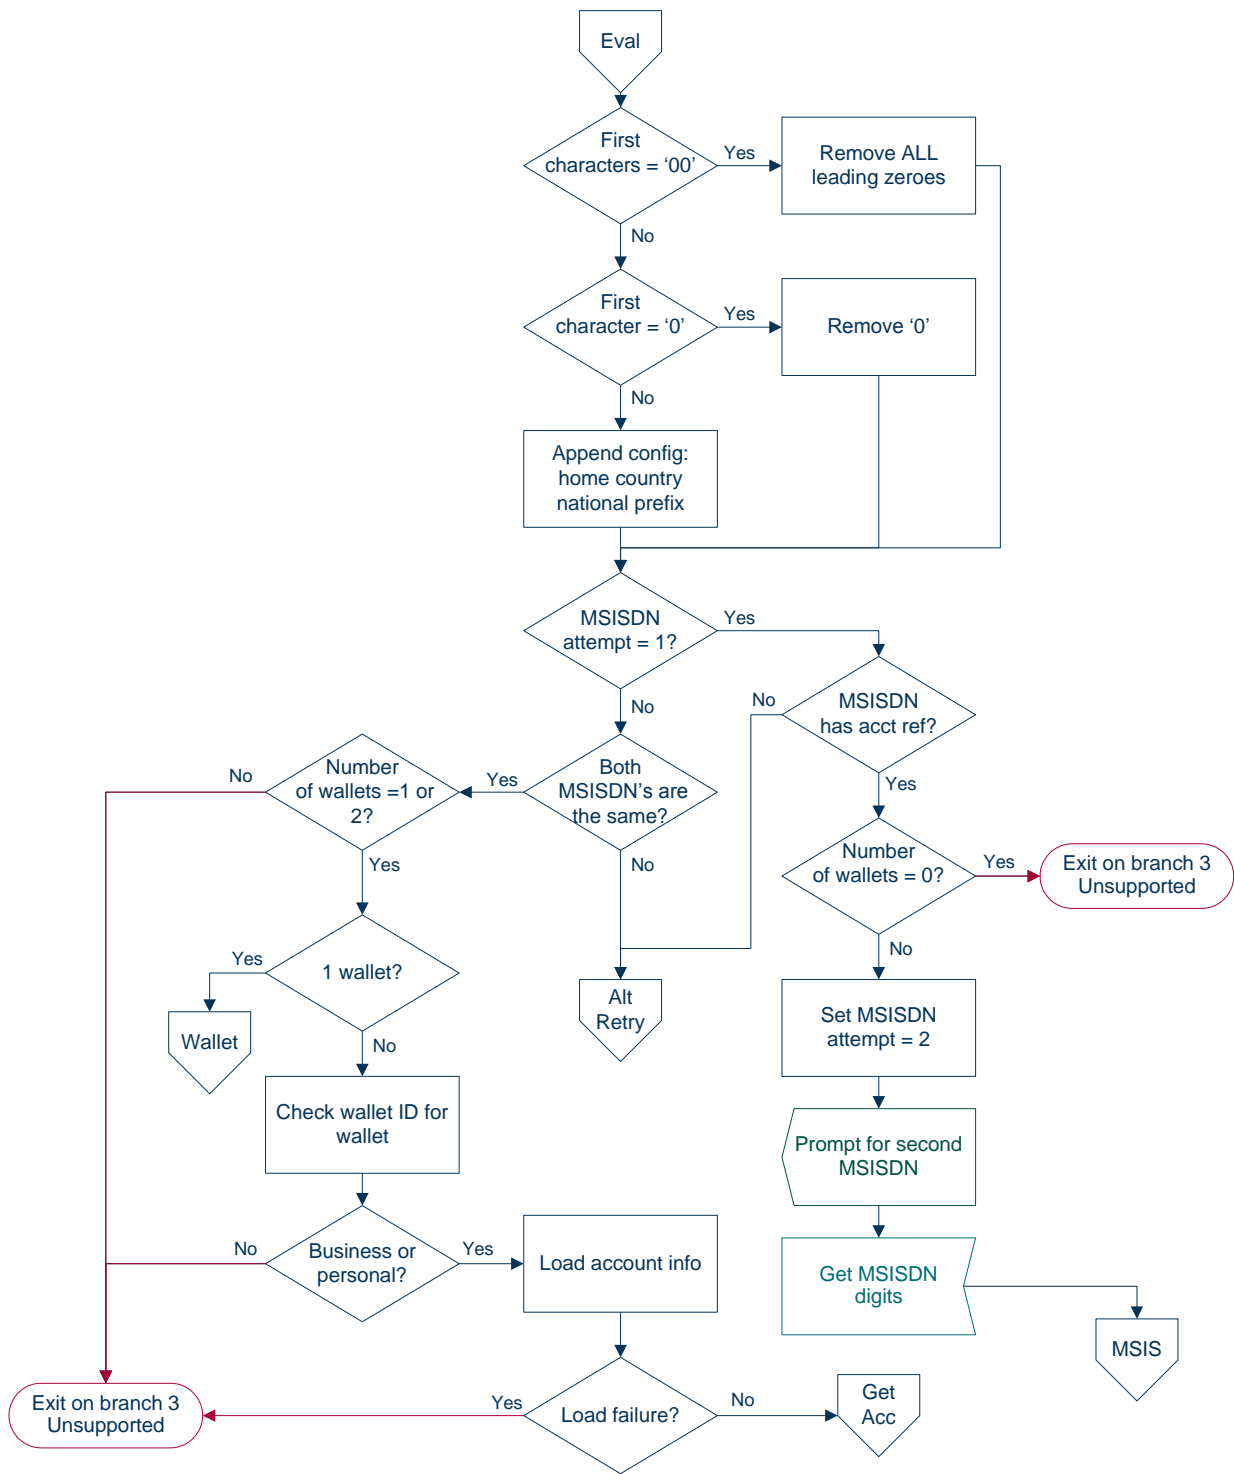 Eval
First
characters = ‘00’
Yes
Remove ALL
leading zeroes
No
First
character = ‘0’
Yes
Remove ‘0’
No
Append config:
home country
national prefix
MSISDN
attempt = 1?
Yes
No
MSISDN
has acct ref?
No
Yes
Both
MSISDN’s are
the same?
Yes
No
Number
of wallets =1 or
2?
No
Yes
Number
of wallets = 0?
Yes
Exit on branch 3
Unsupported
No
1 wallet?
Yes
Wallet
No
Alt
Retry
Set MSISDN
attempt = 2
Check wallet ID for
wallet
Prompt for second
MSISDN
Business or
personal?
No
Yes
Load account info
Get MSISDN
digits
MSIS
Load failure?
Yes
No
Exit on branch 3
Unsupported
Get
Acc